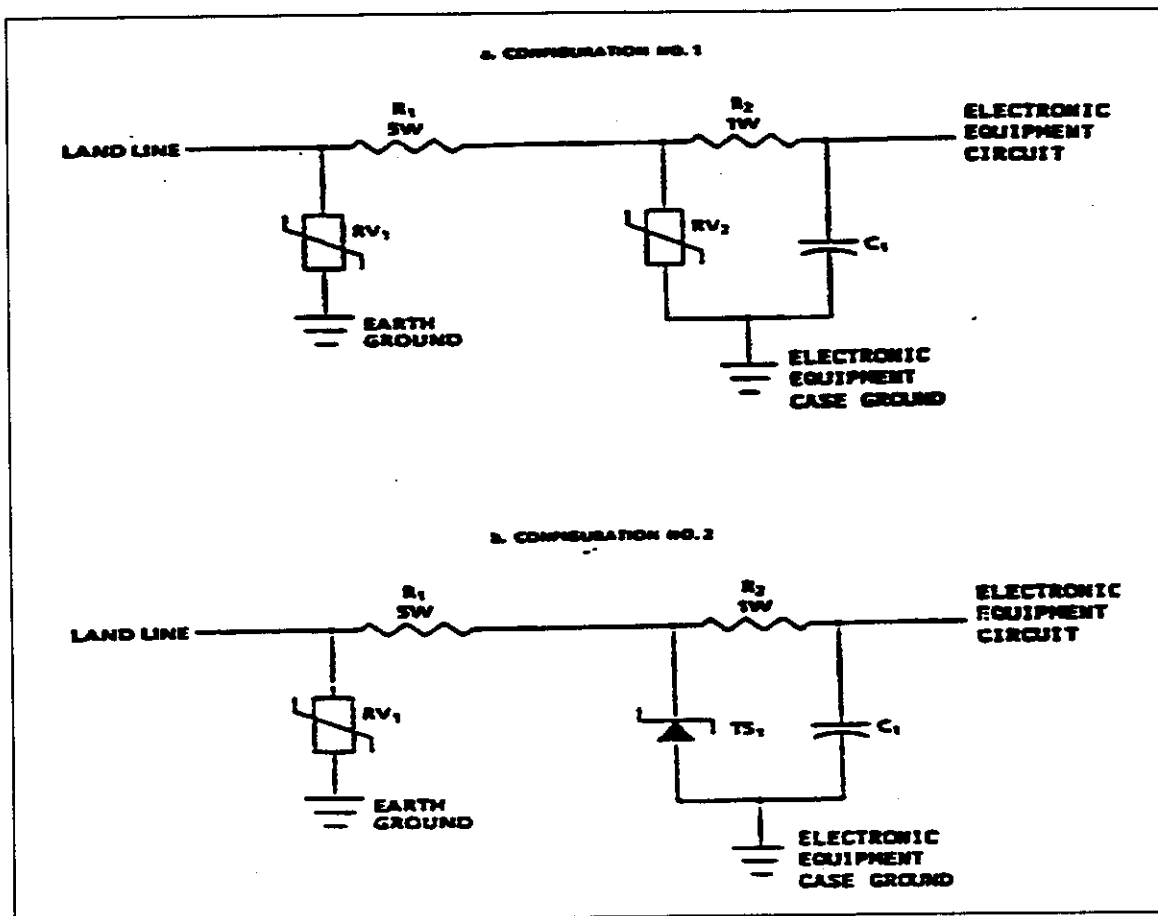 a. CONFIGURATION NO. 1
R₁
5W
R₂
1W
ELECTRONIC
EQUIPMENT
CIRCUIT
LAND LINE
RV₁
RV₂
C₁
EARTH
GROUND
ELECTRONIC
EQUIPMENT
CASE GROUND
b. CONFIGURATION NO. 2
R₁
5W
R₂
1W
ELECTRONIC
EQUIPMENT
CIRCUIT
LAND LINE
RV₁
TS₁
C₁
EARTH
GROUND
ELECTRONIC
EQUIPMENT
CASE GROUND